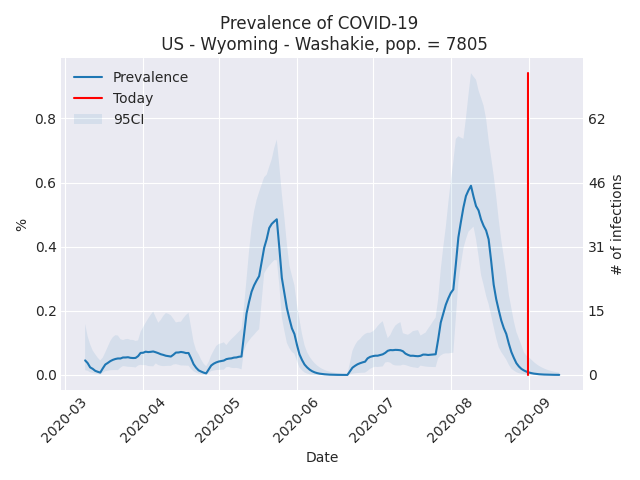 Prevalence of COVID-19
US - Wyoming - Washakie, pop. = 7805
Prevalence
Today
95CI
%
0.8
0.6
0.4
0.2
0.0
62
46
31
15
0
# of infections
2020-03
2020-04
2020-05
2020-06
2020-07
2020-08
2020-09
Date